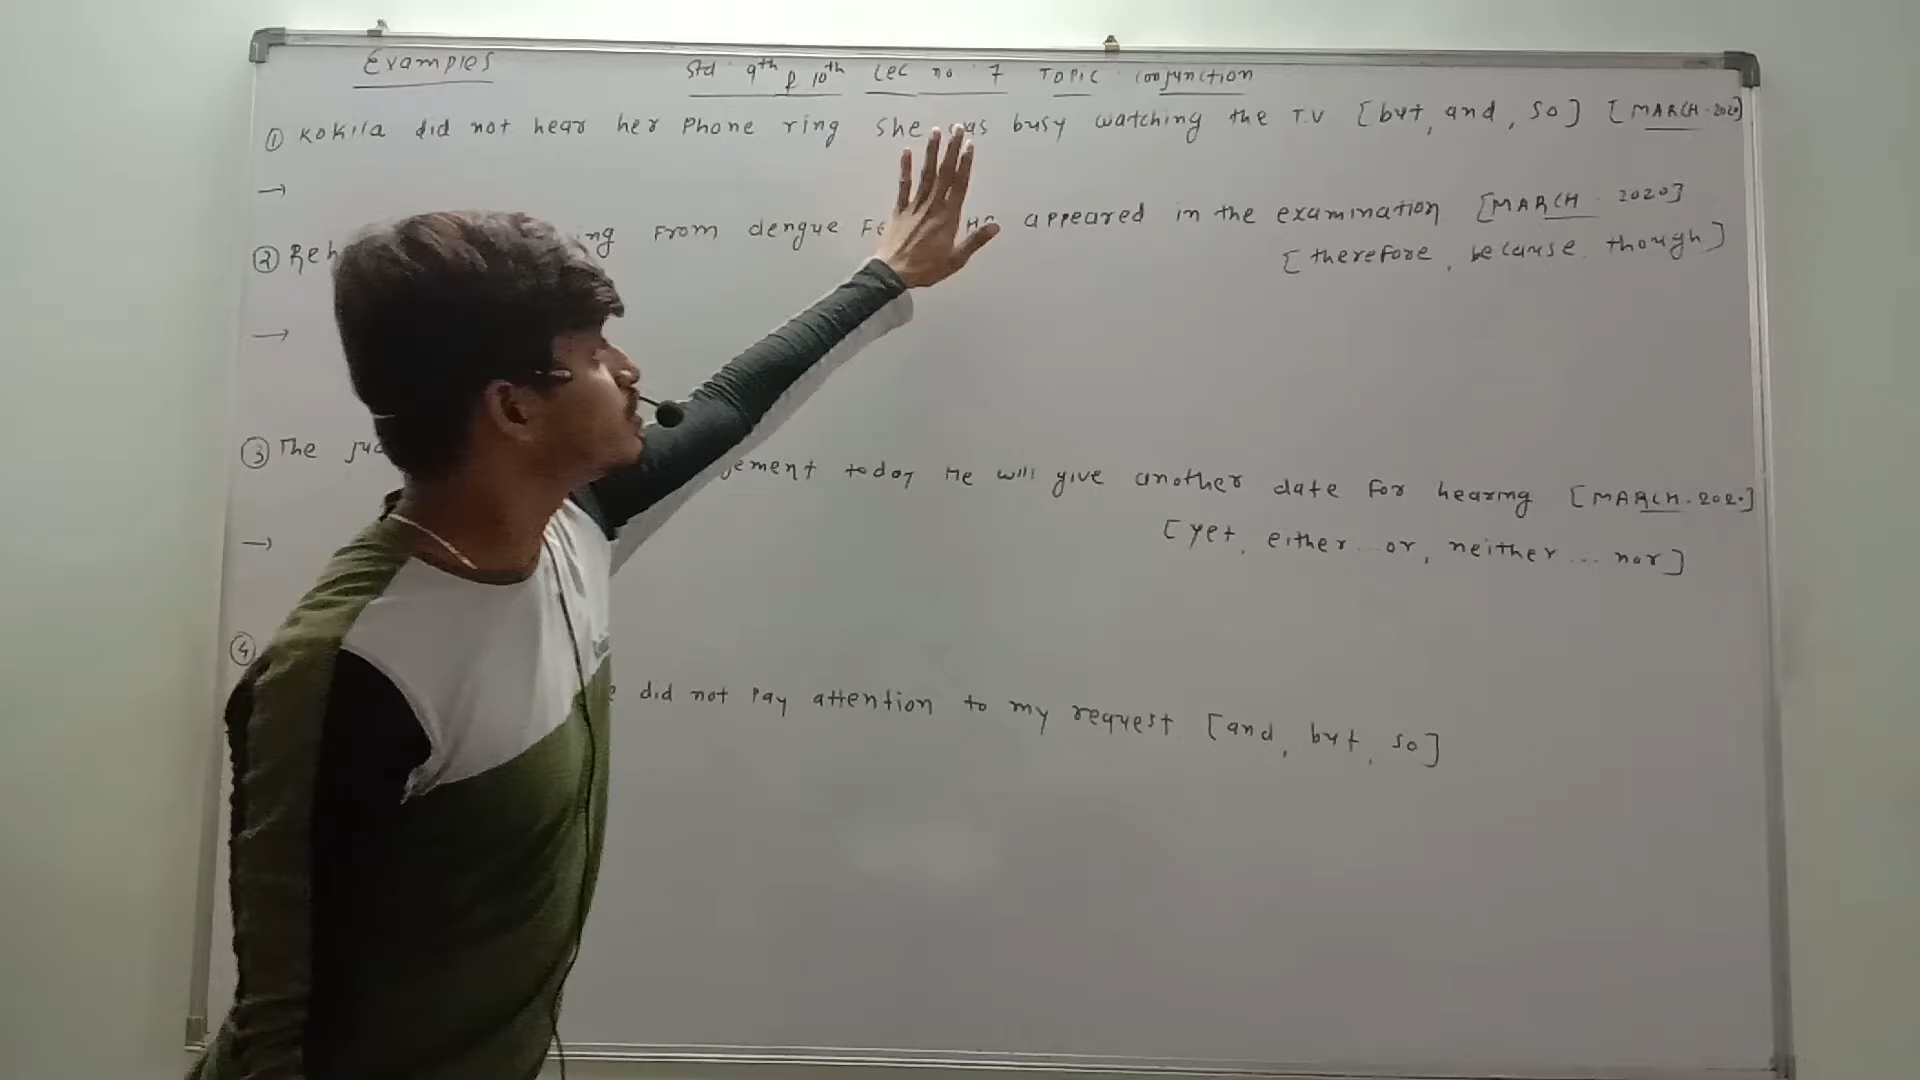 Examples
Std 9th & 10th Lec no 7 TOPIC Conjunction
① Kokila did not hear her phone ring she was busy watching the T.V [but, and, so] [MARCH-2020]
→
② from dengue He appeared in the examination [MARCH - 2020]
[therefore, because, though]
→
③ The today He will give another date for hearing [MARCH-2020]
[yet, either...or, neither... nor]
→
④
did not pay attention to my request [and, but, so]